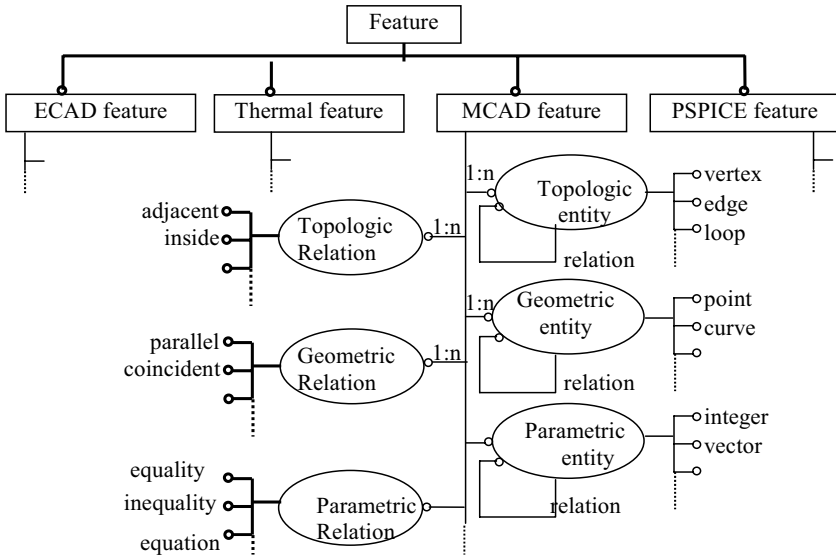 Feature
ECAD feature
Thermal feature
MCAD feature
PSPICE feature
1:n
Topologic
entity
vertex
edge
loop
relation
adjacent
inside
Topologic
Relation
1:n
1:n
Geometric
entity
point
curve
relation
parallel
coincident
Geometric
Relation
1:n
Parametric
entity
integer
vector
relation
equality
inequality
equation
Parametric
Relation